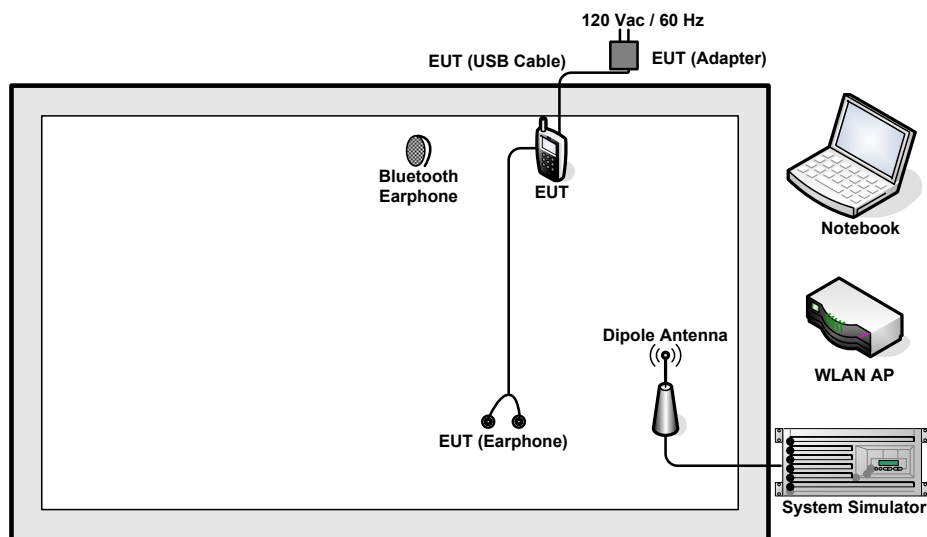 120 Vac / 60 Hz
EUT (USB Cable)
EUT (Adapter)
Bluetooth
Earphone
EUT
Notebook
Dipole Antenna
WLAN AP
EUT (Earphone)
System Simulator